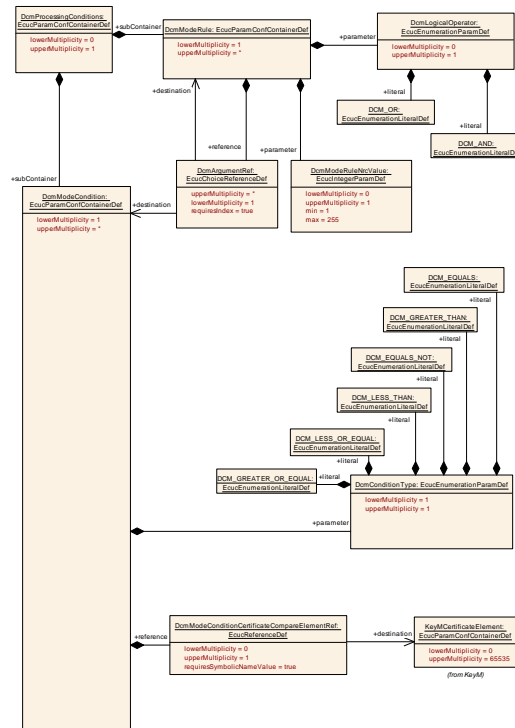 DcmProcessingConditions:
EcucParamConfContainerDef
lowerMultiplicity = 0
upperMultiplicity = 1
+subContainer
DcmModeRule: EcucParamConfContainerDef
lowerMultiplicity = 1
upperMultiplicity = *
+parameter
DcmLogicalOperator:
EcucEnumerationParamDef
lowerMultiplicity = 0
upperMultiplicity = 1
+literal
DCM_OR:
EcucEnumerationLiteralDef
+literal
DCM_AND:
EcucEnumerationLiteralDef
+destination
+reference
+parameter
+subContainer
DcmArgumentRef:
EcucChoiceReferenceDef
upperMultiplicity = *
lowerMultiplicity = 1
requiresIndex = true
DcmModeRuleNrcValue:
EcucIntegerParamDef
lowerMultiplicity = 0
upperMultiplicity = 1
min = 1
max = 255
DcmModeCondition:
EcucParamConfContainerDef
lowerMultiplicity = 1
upperMultiplicity = *
+destination
DCM_EQUALS:
EcucEnumerationLiteralDef
+literal
DCM_GREATER_THAN:
EcucEnumerationLiteralDef
+literal
DCM_EQUALS_NOT:
EcucEnumerationLiteralDef
+literal
DCM_LESS_THAN:
EcucEnumerationLiteralDef
+literal
DCM_LESS_OR_EQUAL:
EcucEnumerationLiteralDef
+literal
DCM_GREATER_OR_EQUAL:
EcucEnumerationLiteralDef
+literal
DcmConditionType: EcucEnumerationParamDef
lowerMultiplicity = 1
upperMultiplicity = 1
+parameter
DcmModeConditionCertificateCompareElementRef:
EcucReferenceDef
lowerMultiplicity = 0
upperMultiplicity = 1
requiresSymbolicNameValue = true
+reference
+destination
KeyMCertificateElement:
EcucParamConfContainerDef
lowerMultiplicity = 0
upperMultiplicity = 65535
(from KeyM)